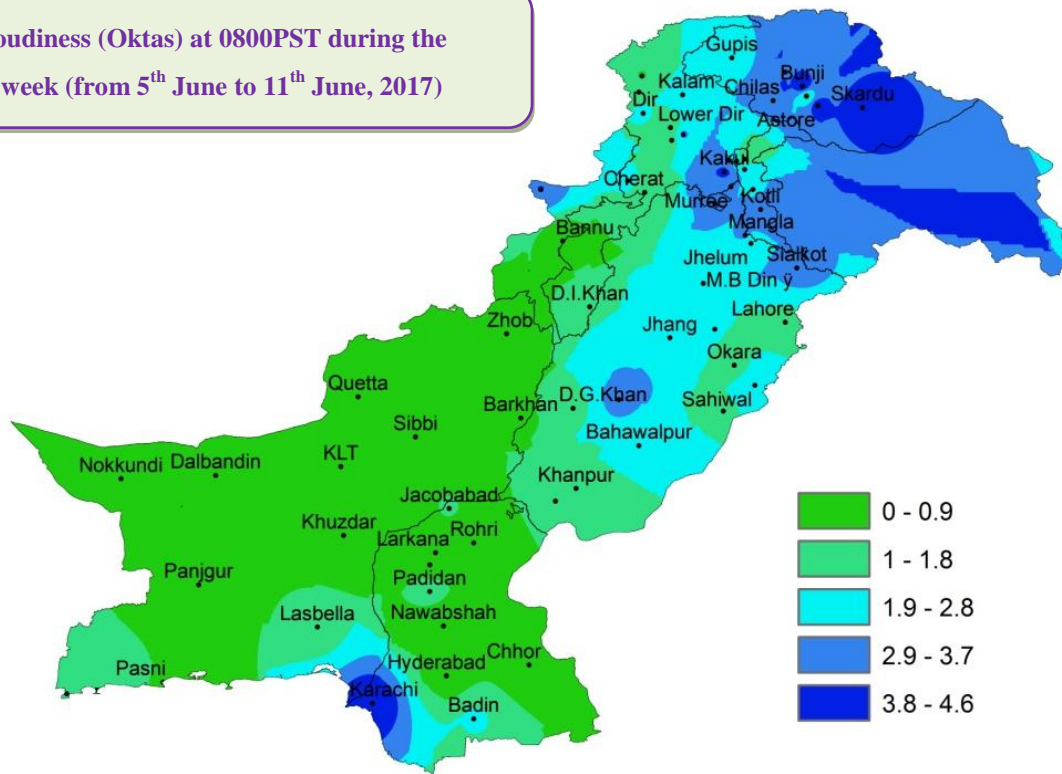 oudiness (Oktas) at 0800PST during the
week (from 5th June to 11th June, 2017)
Gupis
Bunji
Kalam
Chilas
Skardu
Dir
Lower Dir
Astore
Kakul
Cherat
Murree
Kotli
Mangla
Bannu
Jhelum
Sialkot
M.B Din ÿ
D.I.Khan
Lahore
Zhob
Jhang
Okara
Quetta
D.G.Khan
Barkhan
Sahiwal
Sibbi
Bahawalpur
KLT
Nokkundi
Dalbandin
Khanpur
Jacobabad
Khuzdar
Rohri
Larkana
Panjgur
Padidan
Lasbella
Nawabshah
Chhor
Pasni
Hyderabad
Karachi
Badin
0 - 0.9
1 - 1.8
1.9 - 2.8
2.9 - 3.7
3.8 - 4.6